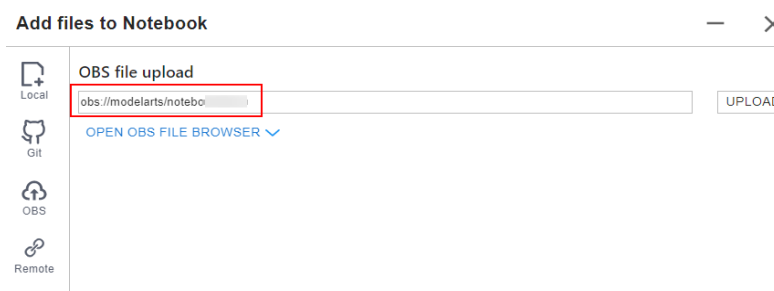 Add files to Notebook
Local
Git
OBS
Remote
OBS file upload
obs://modelarts/notebo
UPLOAD
OPEN OBS FILE BROWSER